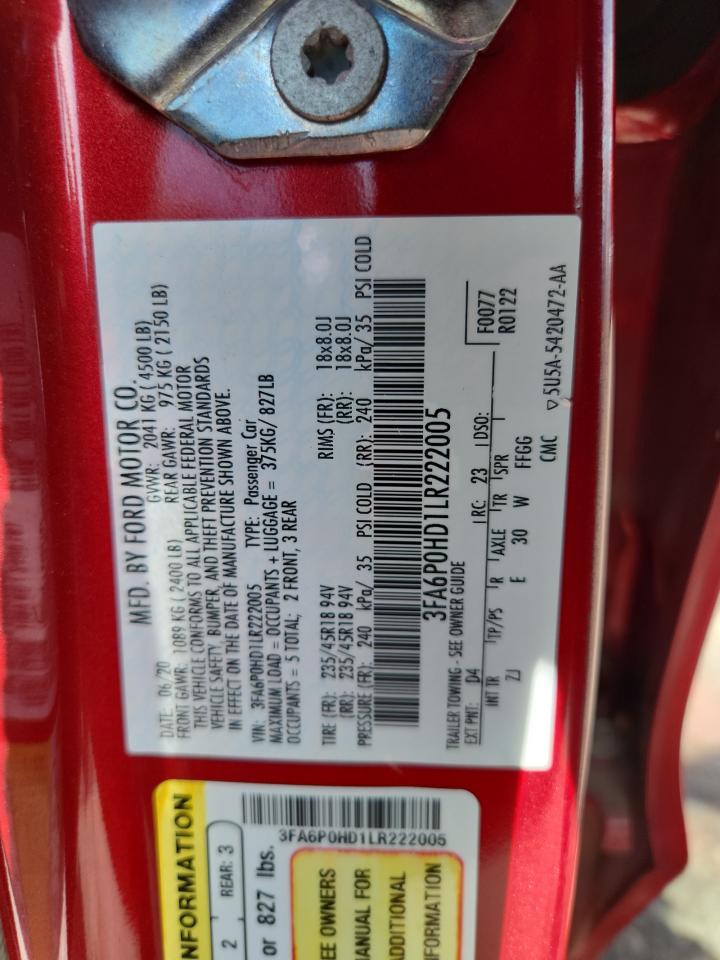 MFD. BY FORD MOTOR CO.
DATE: 06/20 GVWR: 2041 KG ( 4500 LB)
FRONT GAWR: 1089 KG ( 2400 LB) REAR GAWR: 975 KG ( 2150 LB)
THIS VEHICLE CONFORMS TO ALL APPLICABLE FEDERAL MOTOR
VEHICLE SAFETY, BUMPER, AND THEFT PREVENTION STANDARDS
IN EFFECT ON THE DATE OF MANUFACTURE SHOWN ABOVE.
VIN: 3FA6P0HD1LR222005 TYPE: Passenger Car
MAXIMUM LOAD = OCCUPANTS + LUGGAGE = 375KG/ 827LB
OCCUPANTS = 5 TOTAL; 2 FRONT, 3 REAR
TIRE (FR): 235/45R18 94V RIMS (FR): 18x8.0J
(RR): 235/45R18 94V (RR): 18x8.0J
PRESSURE (FR): 240 kPa/ 35 PSI COLD (RR): 240 kPa/ 35 PSI COLD
3FA6P0HD1LR222005
TRAILER TOWING - SEE OWNER GUIDE
EXT PNT: D4 RC: 23 DSO: F0077
INT TR TP/PS R AXLE TR SPR R0122
ZJ E 30 W FFGG
CMC ▽5U5A-5420472-AA
NFORMATION
2 REAR: 3
or 827 lbs.
3FA6P0HD1LR222005
EE OWNERS
ANUAL FOR
ADDITIONAL
FORMATION